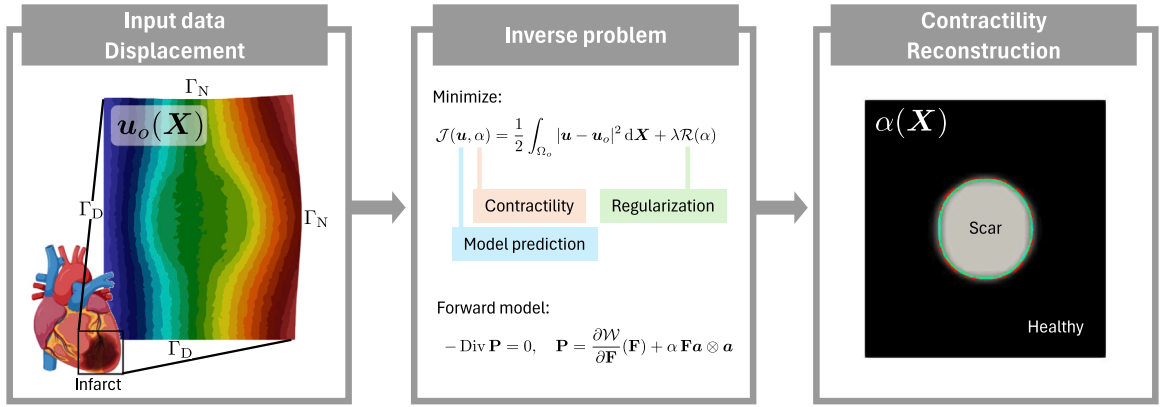 Input data
Displacement
Γ_N
u_o(X)
Γ_D
Γ_N
Γ_D
Infarct
Inverse problem
Minimize:
𝒥(u, α) = 1/2 ∫_{Ω_o} |u − u_o|² dX + λℛ(α)
Contractility
Regularization
Model prediction
Forward model:
− Div P = 0, P = ∂𝒲/∂F (F) + α Fa ⊗ a
Contractility
Reconstruction
α(X)
Scar
Healthy